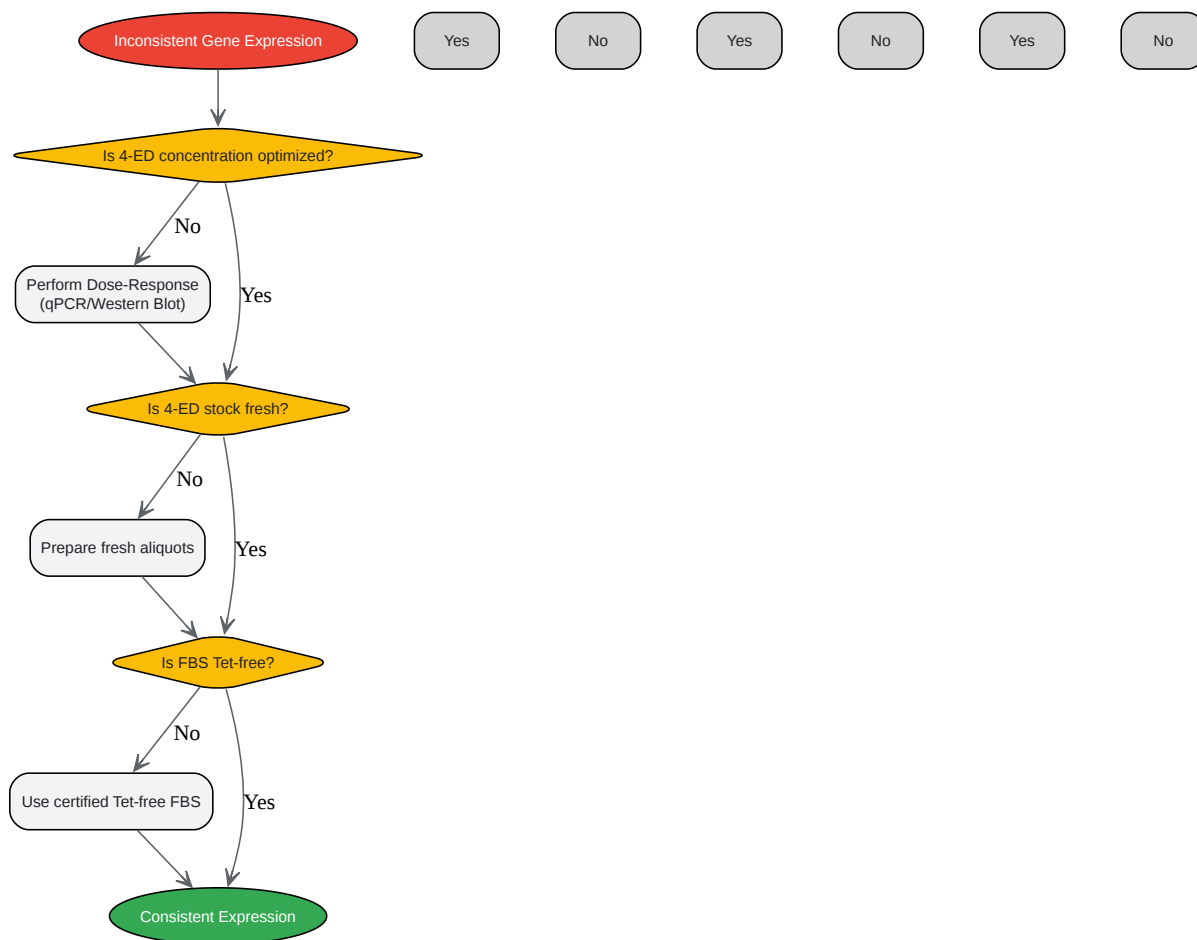 Inconsistent Gene Expression
Yes
No
Yes
No
Yes
No
Is 4-ED concentration optimized?
No
Perform Dose-Response
(qPCR/Western Blot)
Yes
Is 4-ED stock fresh?
No
Prepare fresh aliquots
Yes
Is FBS Tet-free?
No
Use certified Tet-free FBS
Yes
Consistent Expression